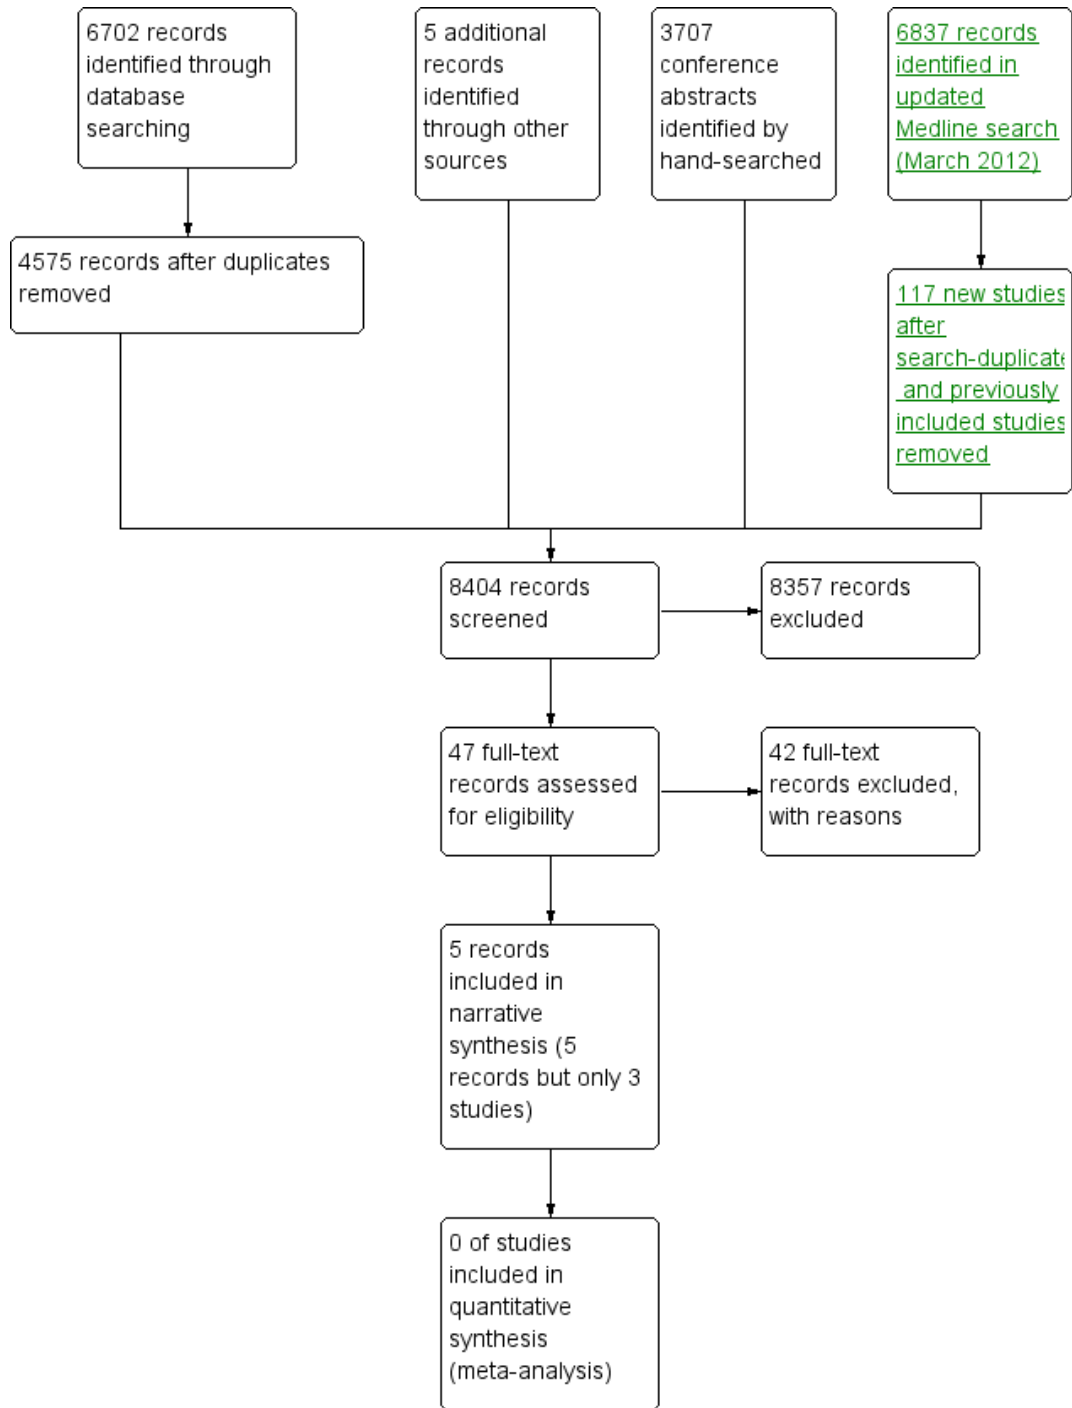 6702 records
identified through
database
searching
5 additional
records
identified
through other
sources
3707
conference
abstracts
identified by
hand-searched
6837 records
identified in
updated
Medline search
(March 2012)
4575 records after duplicates
removed
117 new studies
after
search-duplicate
and previously
included studies
removed
8404 records
screened
8357 records
excluded
47 full-text
records assessed
for eligibility
42 full-text
records excluded,
with reasons
5 records
included in
narrative
synthesis (5
records but only 3
studies)
0 of studies
included in
quantitative
synthesis
(meta-analysis)